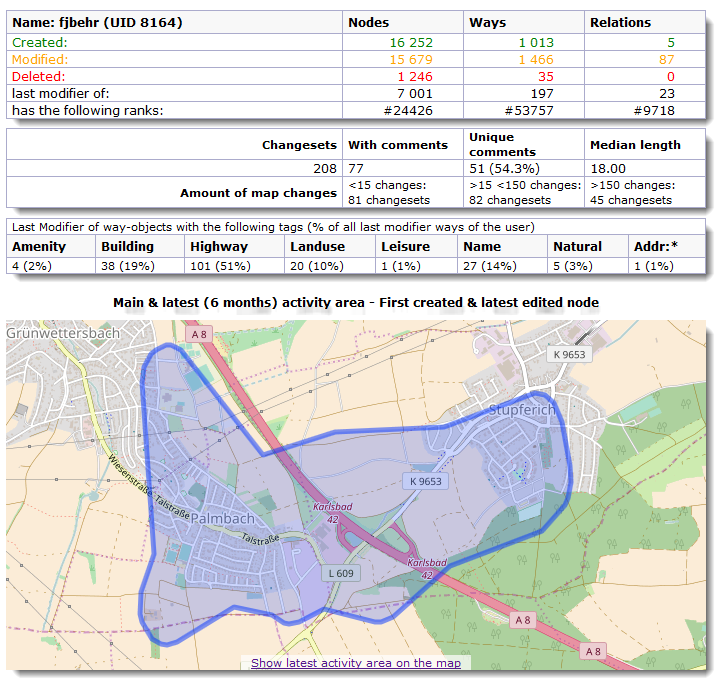 Name: fjbehr (UID 8164) Nodes Ways Relations
Created: 16 252 1 013 5
Modified: 15 679 1 466 87
Deleted: 1 246 35 0
last modifier of: 7 001 197 23
has the following ranks: #24426 #53757 #9718
Changesets With comments Unique comments Median length
208 77 51 (54.3%) 18.00
Amount of map changes <15 changes: 81 changesets >15 <150 changes: 82 changesets >150 changes: 45 changesets
Last Modifier of way-objects with the following tags (% of all last modifier ways of the user)
Amenity Building Highway Landuse Leisure Name Natural Addr:*
4 (2%) 38 (19%) 101 (51%) 20 (10%) 1 (1%) 27 (14%) 5 (3%) 1 (1%)
Main & latest (6 months) activity area - First created & latest edited node
Grünwettersbach
A 8
K 9653
Stupferich
Wiesenstraße
Talstraße
K 9653
Palmbach
Karlsbad
42
Talstraße
Karlsbad
42
L 609
A 8
A 8
Show latest activity area on the map